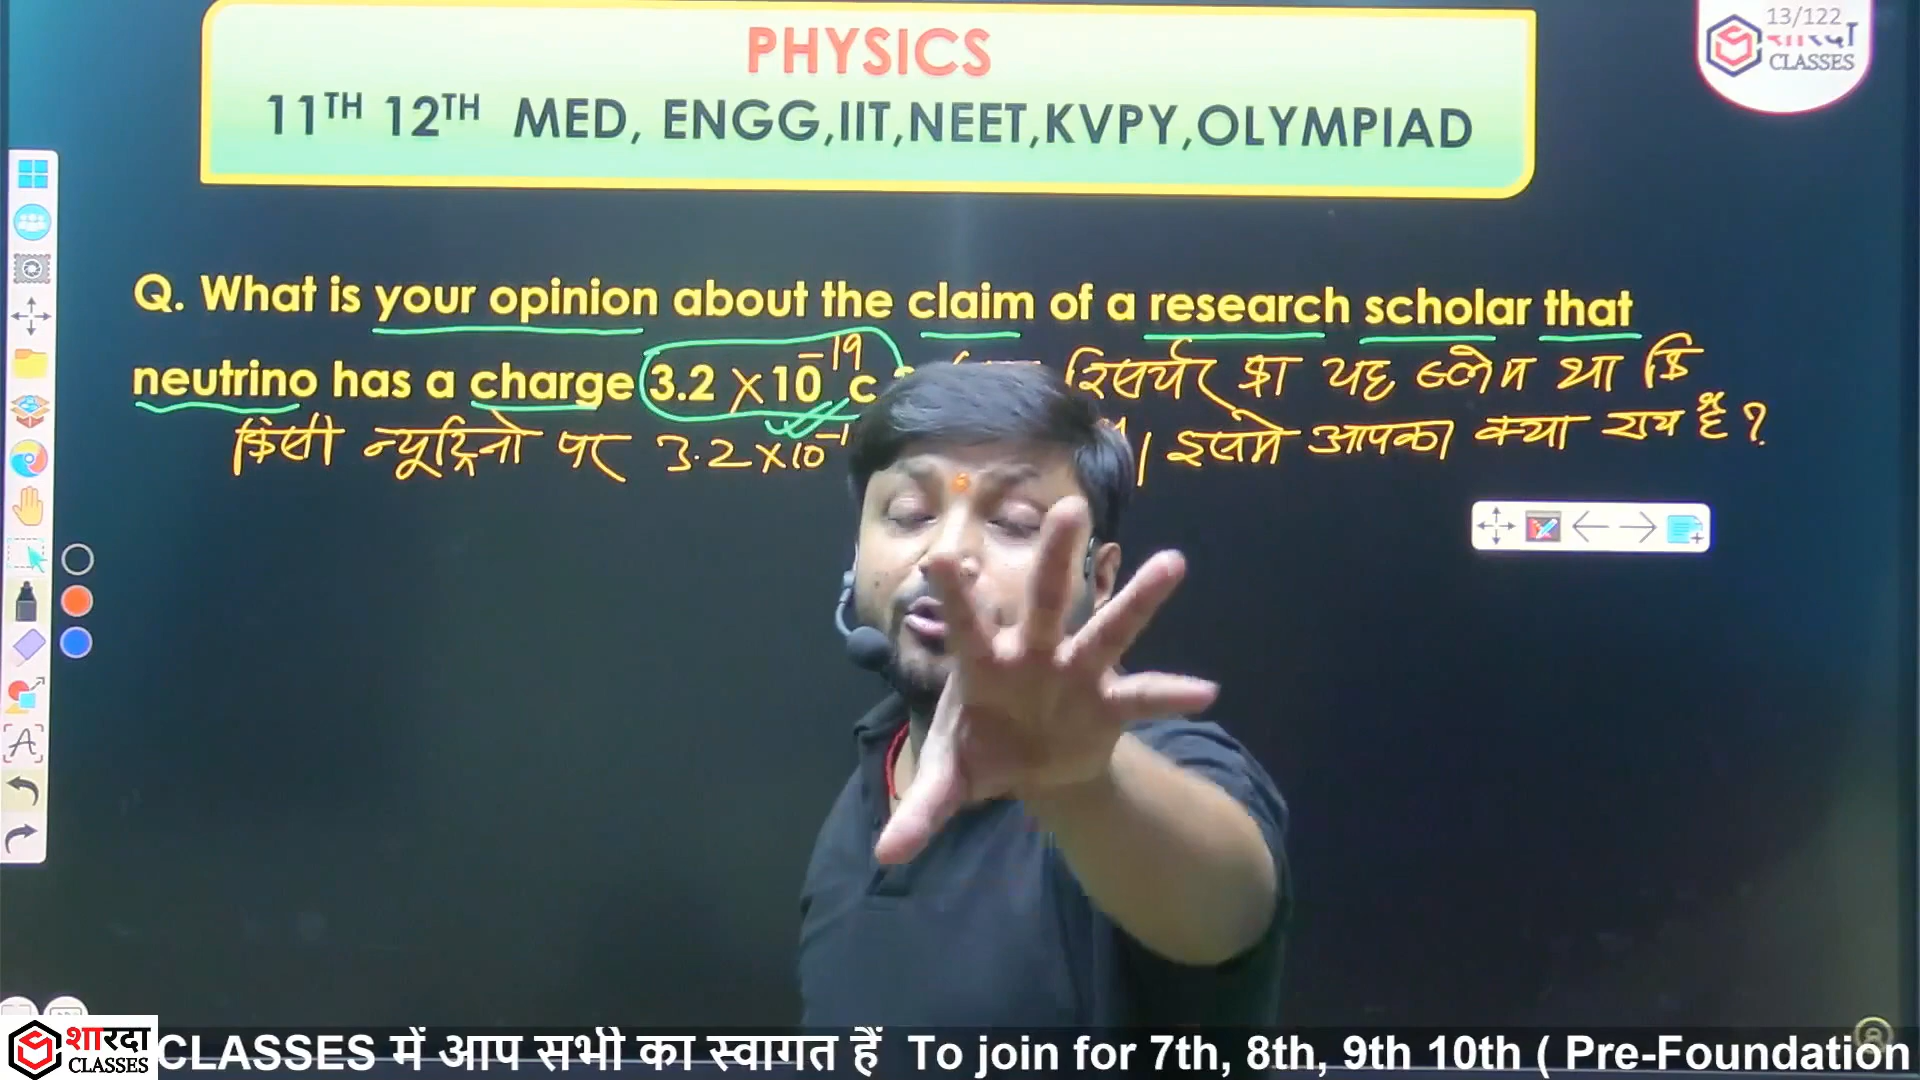 PHYSICS
11TH 12TH MED, ENGG,IIT,NEET,KVPY,OLYMPIAD
13/122
शारदा
CLASSES
Q. What is your opinion about the claim of a research scholar that
neutrino has a charge 3.2 × 10⁻¹⁹ c रिसर्चर का यह क्लेम था कि
किसी न्यूट्रिनो पर 3.2×10⁻¹ । इसमे आपका क्या राय है?
शारदा
CLASSES
CLASSES में आप सभी का स्वागत हैं To join for 7th, 8th, 9th 10th ( Pre-Foundation